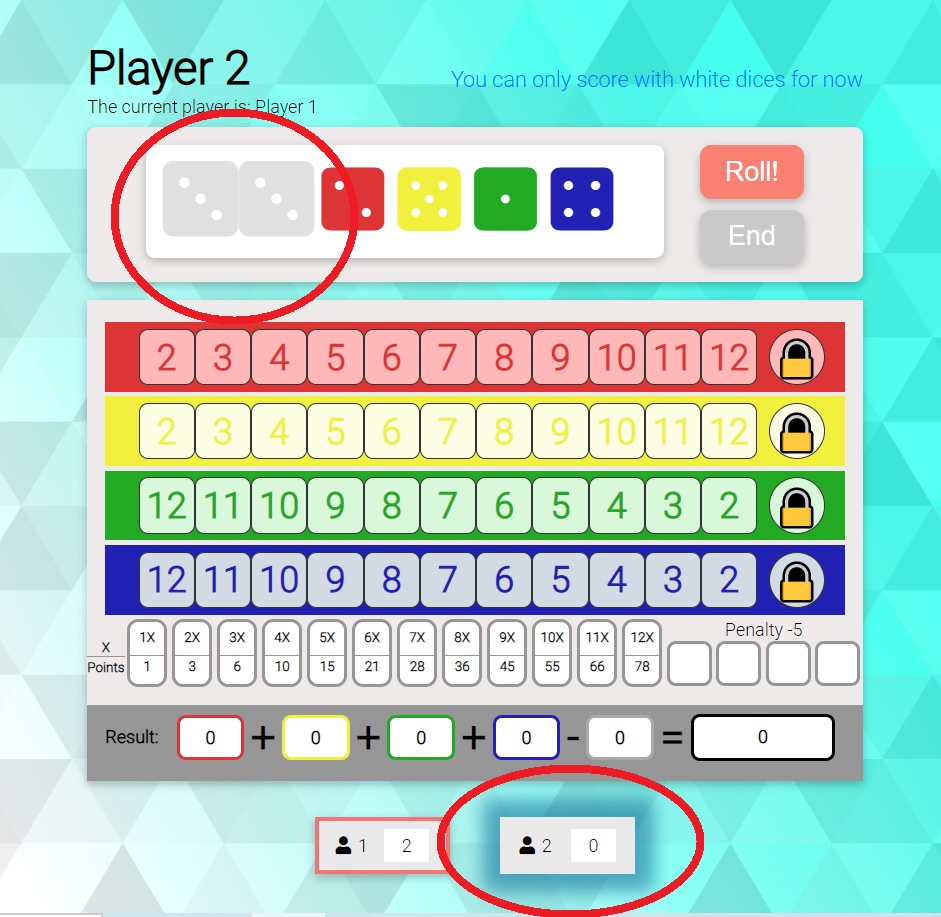 Player 2
You can only score with white dices for now
The current player is: Player 1
Roll!
End
2 3 4 5 6 7 8 9 10 11 12
2 3 4 5 6 7 8 9 10 11 12
12 11 10 9 8 7 6 5 4 3 2
12 11 10 9 8 7 6 5 4 3 2
Penalty -5
X 1X 2X 3X 4X 5X 6X 7X 8X 9X 10X 11X 12X
Points 1 3 6 10 15 21 28 36 45 55 66 78
Result: 0 + 0 + 0 + 0 - 0 = 0
1 2
2 0